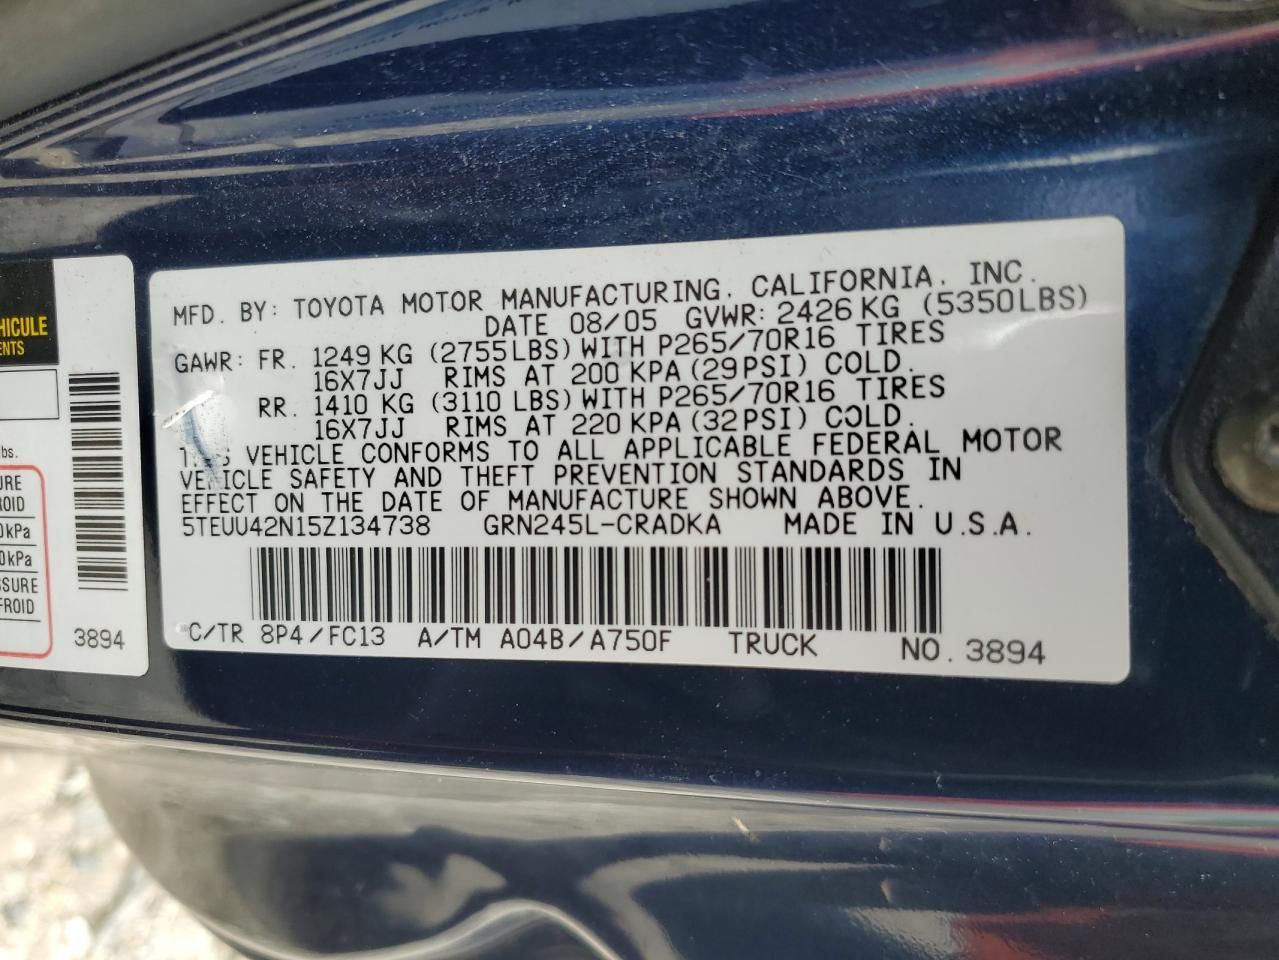 MFD. BY: TOYOTA MOTOR MANUFACTURING, CALIFORNIA, INC.
DATE 08/05 GVWR: 2426 KG (5350LBS)
GAWR: FR. 1249 KG (2755LBS) WITH P265/70R16 TIRES
16X7JJ RIMS AT 200 KPA (29PSI) COLD.
RR. 1410 KG (3110 LBS) WITH P265/70R16 TIRES
16X7JJ RIMS AT 220 KPA (32PSI) COLD.
VEHICLE CONFORMS TO ALL APPLICABLE FEDERAL MOTOR
VEHICLE SAFETY AND THEFT PREVENTION STANDARDS IN
EFFECT ON THE DATE OF MANUFACTURE SHOWN ABOVE.
5TEUU42N15Z134738 GRN245L-CRADKA MADE IN U.S.A.
C/TR 8P4/FC13 A/TM A04B/A750F TRUCK NO. 3894
HICULE
ENTS
bs.
URE
ROID
0kPa
0kPa
SSURE
FROID
3894